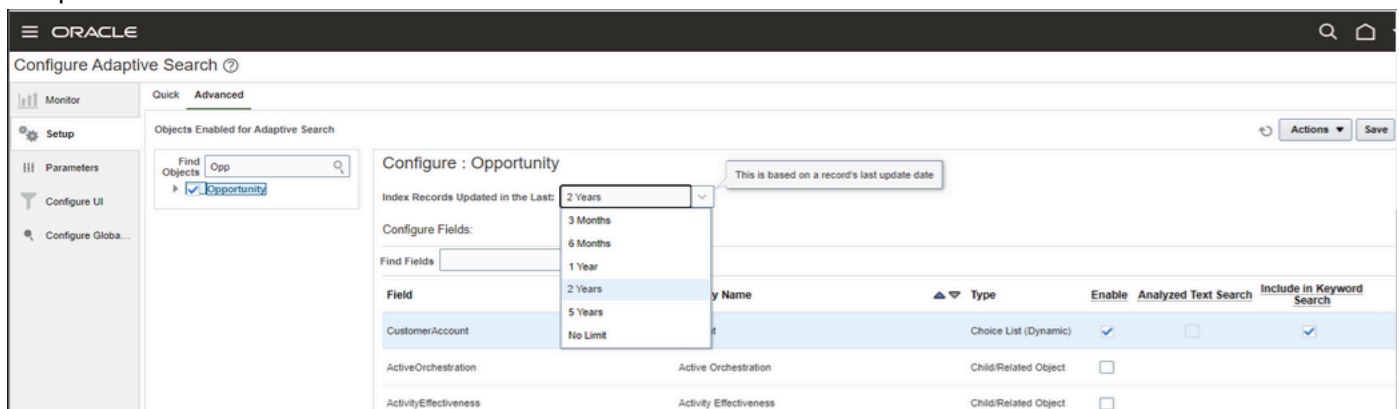 ORACLE
Configure Adaptive Search
Monitor
Setup
Parameters
Configure UI
Configure Globa...
Quick Advanced
Objects Enabled for Adaptive Search
Actions Save
Find Objects Opp
Opportunity
Configure : Opportunity
This is based on a record's last update date
Index Records Updated in the Last: 2 Years
3 Months
6 Months
1 Year
2 Years
5 Years
No Limit
Configure Fields:
Find Fields
Field y Name Type Enable Analyzed Text Search Include in Keyword Search
CustomerAccount Choice List (Dynamic)
ActiveOrchestration Active Orchestration Child/Related Object
ActivityEffectiveness Activity Effectiveness Child/Related Object